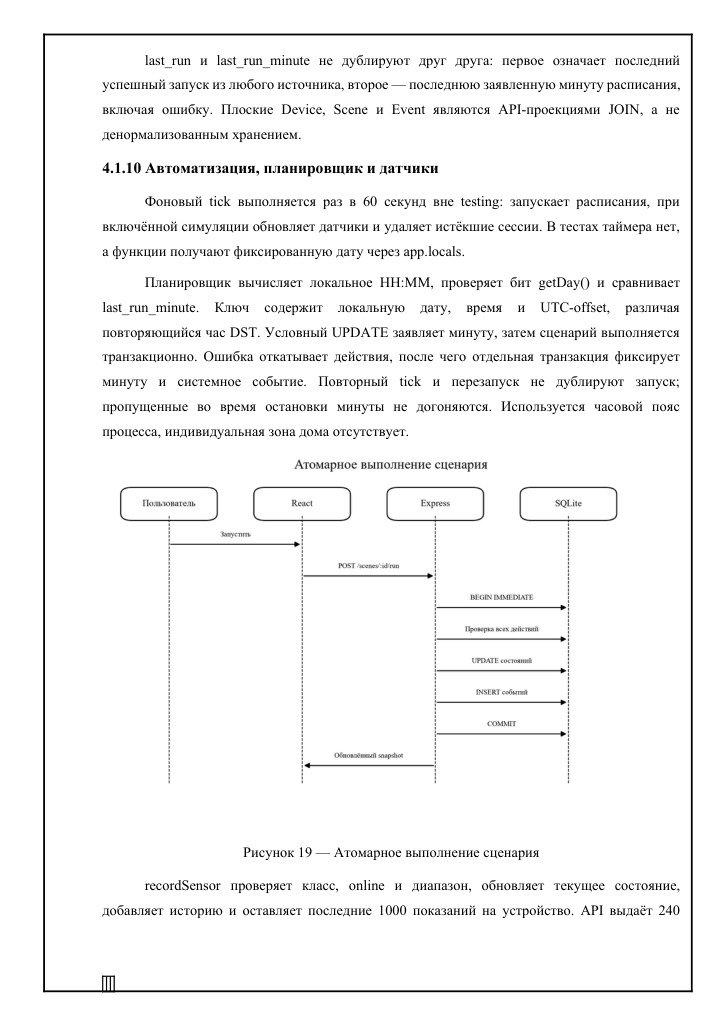 last_run и last_run_minute не дублируют друг друга: первое означает последний
успешный запуск из любого источника, второе — последнюю заявленную минуту расписания,
включая ошибку. Плоские Device, Scene и Event являются API-проекциями JOIN, а не
денормализованным хранением.
4.1.10 Автоматизация, планировщик и датчики
Фоновый tick выполняется раз в 60 секунд вне testing: запускает расписания, при
включённой симуляции обновляет датчики и удаляет истёкшие сессии. В тестах таймера нет,
а функции получают фиксированную дату через app.locals.
Планировщик вычисляет локальное HH:MM, проверяет бит getDay() и сравнивает
last_run_minute. Ключ содержит локальную дату, время и UTC-offset, различая
повторяющийся час DST. Условный UPDATE заявляет минуту, затем сценарий выполняется
транзакционно. Ошибка откатывает действия, после чего отдельная транзакция фиксирует
минуту и системное событие. Повторный tick и перезапуск не дублируют запуск;
пропущенные во время остановки минуты не догоняются. Используется часовой пояс
процесса, индивидуальная зона дома отсутствует.
Атомарное выполнение сценария
Пользователь React Express SQLite
Запустить
POST /scenes/:id/run
BEGIN IMMEDIATE
Проверка всех действий
UPDATE состояний
INSERT событий
COMMIT
Обновлённый snapshot
Рисунок 19 — Атомарное выполнение сценария
recordSensor проверяет класс, online и диапазон, обновляет текущее состояние,
добавляет историю и оставляет последние 1000 показаний на устройство. API выдаёт 240